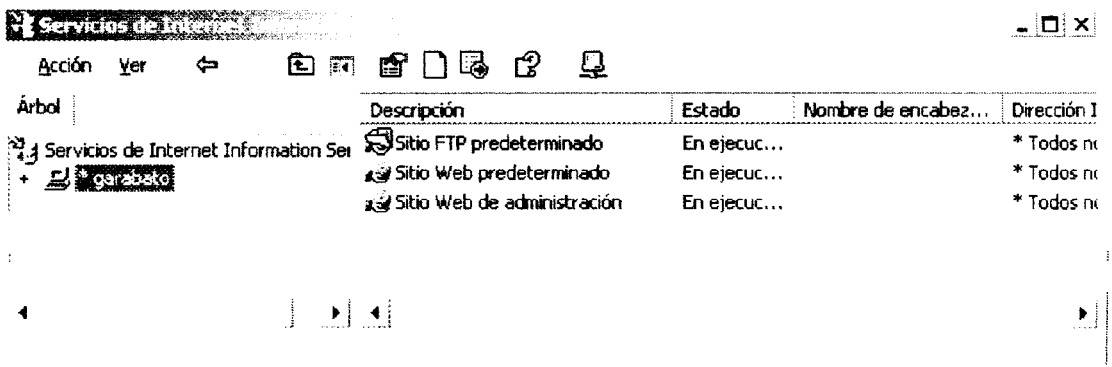 Servicios de Internet
Acción Ver
Árbol
Descripción Estado Nombre de encabez... Dirección I
Servicios de Internet Information Ser
* garabato
Sitio FTP predeterminado En ejecuc... * Todos no
Sitio Web predeterminado En ejecuc... * Todos no
Sitio Web de administración En ejecuc... * Todos no